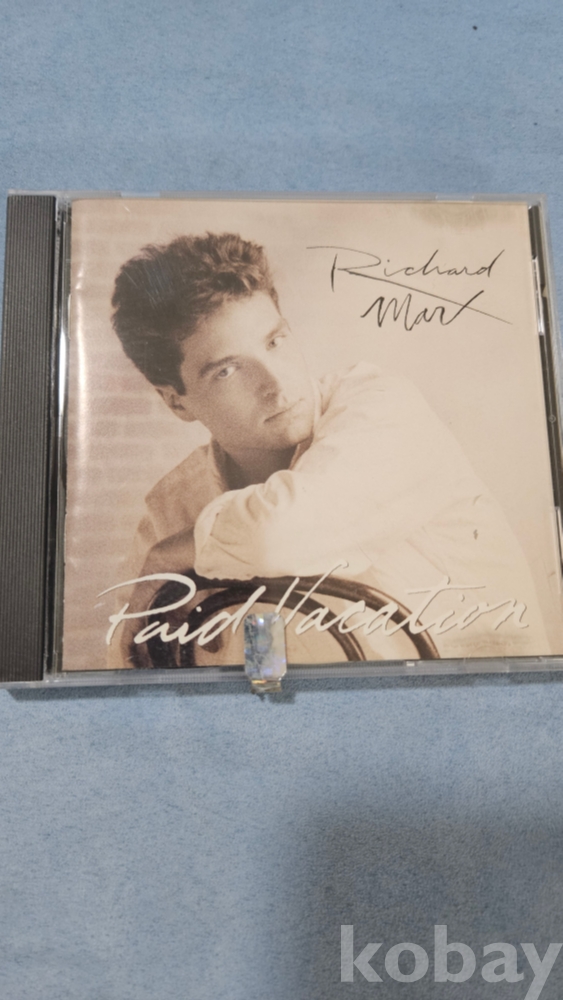 Richard
Marx
Paid Vacation
kobay